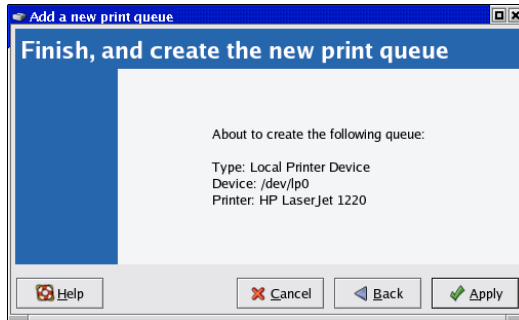 Add a new print queue
Finish, and create the new print queue
About to create the following queue:
Type: Local Printer Device
Device: /dev/lp0
Printer: HP LaserJet 1220
Help
Cancel
Back
Apply